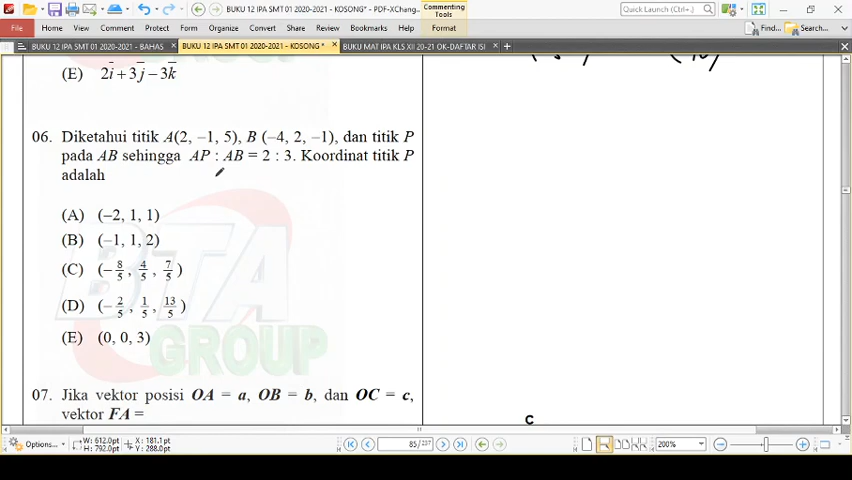 BUKU 12 IPA SMT 01 2020-2021 - KOSONG* - PDF-XChang
Commenting Tools
Quick Launch (Ctrl+.)
File Home View Comment Protect Form Organize Convert Share Review Bookmarks Help Format Find... Search...
BUKU 12 IPA SMT 01 2020-2021 - BAHAS × BUKU 12 IPA SMT 01 2020-2021 - KOSONG * × BUKU MAT IPA KLS XII 20-21 OK-DAFTAR ISI × +
(E) 2i̅ + 3j̅ − 3k̅
06. Diketahui titik A(2, −1, 5), B (−4, 2, −1), dan titik P
pada AB sehingga AP : AB = 2 : 3. Koordinat titik P
adalah
(A) (−2, 1, 1)
(B) (−1, 1, 2)
(C) (−8/5, 4/5, 7/5)
(D) (−2/5, 1/5, 13/5)
(E) (0, 0, 3)
BTA
GROUP
07. Jika vektor posisi OA = a, OB = b, dan OC = c,
vektor FA =
C
Options...
W: 612.0pt
H: 792.0pt
X: 181.1pt
Y: 288.0pt
85/237
200%